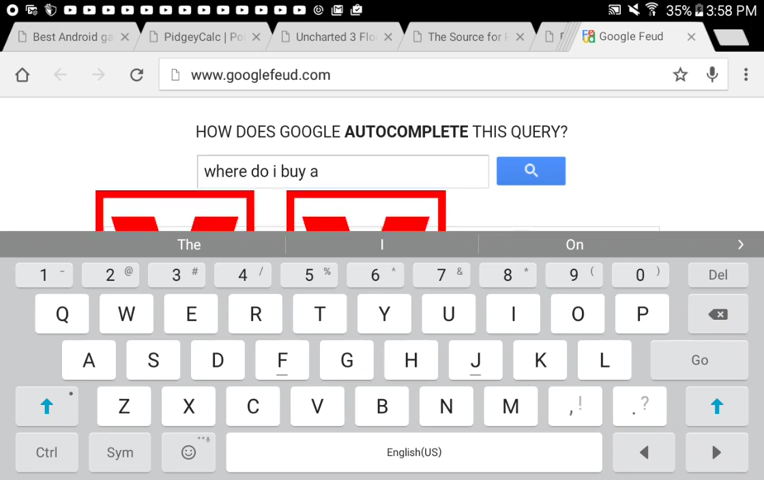 35% 3:58 PM
Best Android ga
PidgeyCalc | Po
Uncharted 3 Flo
The Source for
Google Feud
www.googlefeud.com
HOW DOES GOOGLE AUTOCOMPLETE THIS QUERY?
where do i buy a
The I On
1 - 2 @ 3 # 4 / 5 % 6 ^ 7 & 8 * 9 ( 0 ) Del
Q W E R T Y U I O P
A S D F G H J K L Go
Z X C V B N M , ! . ?
Ctrl Sym English(US)